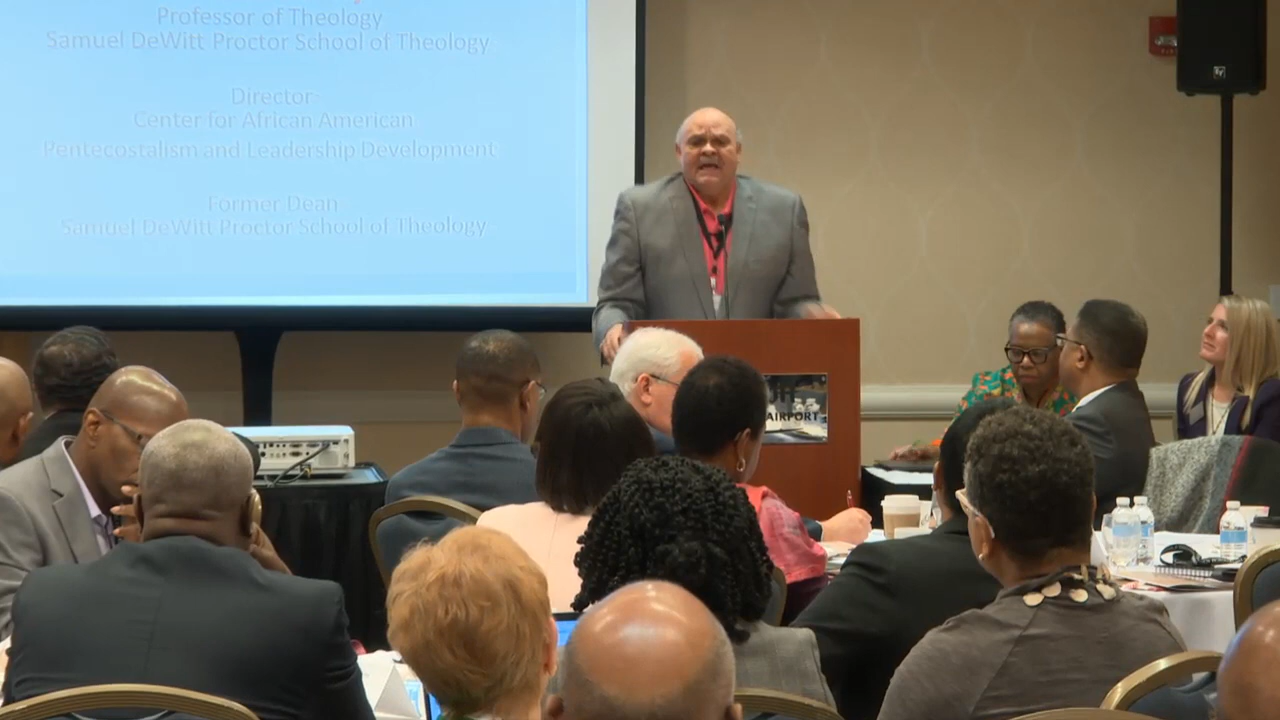 Professor of Theology
Samuel DeWitt Proctor School of Theology
Director
Center for African American
Pentecostalism and Leadership Development
Former Dean
Samuel DeWitt Proctor School of Theology
AIRPORT